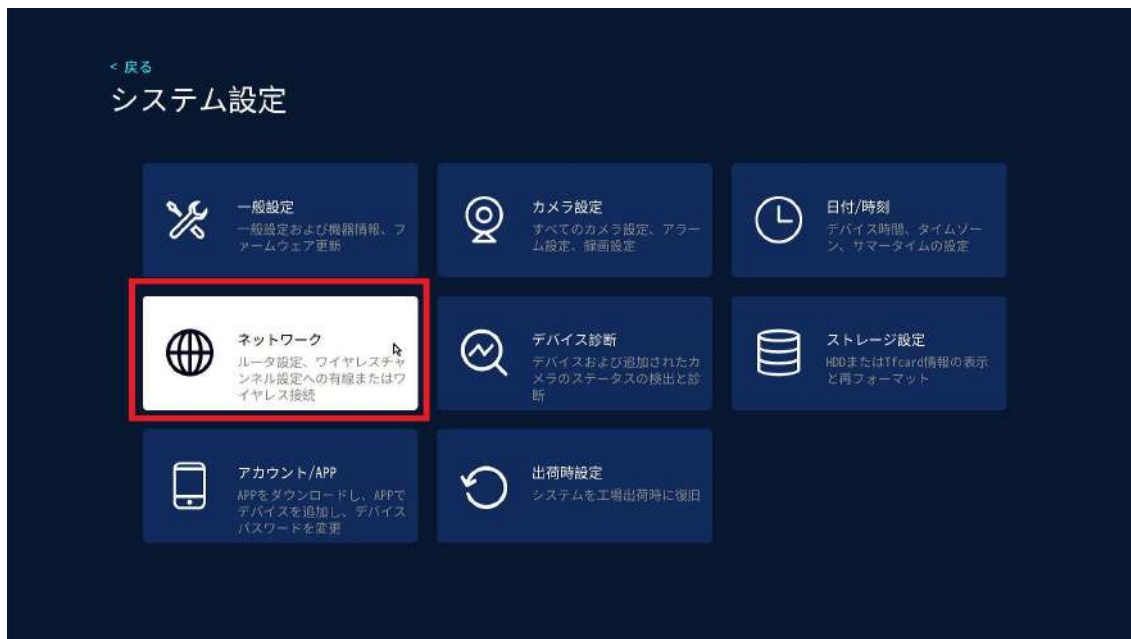 < 戻る
システム設定
一般設定
一般設定および機器情報、フ
ァームウェア更新
カメラ設定
すべてのカメラ設定、アラー
ム設定、録画設定
日付/時刻
デバイス時間、タイムゾー
ン、サマータイムの設定
ネットワーク
ルータ設定、ワイヤレスチャ
ンネル設定への有線またはワ
イヤレス接続
デバイス診断
デバイスおよび追加されたカ
メラのステータスの検出と診
断
ストレージ設定
HDDまたはTfcard情報の表示
と再フォーマット
アカウント/APP
APPをダウンロードし、APPで
デバイスを追加し、デバイス
パスワードを変更
出荷時設定
システムを工場出荷時に復旧